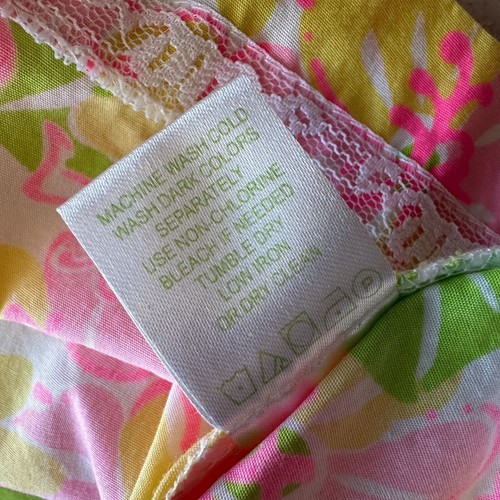 MACHINE WASH COLD
WASH DARK COLORS
SEPARATELY
USE NON-CHLORINE
BLEACH IF NEEDED
TUMBLE DRY
LOW IRON
OR DRY CLEAN